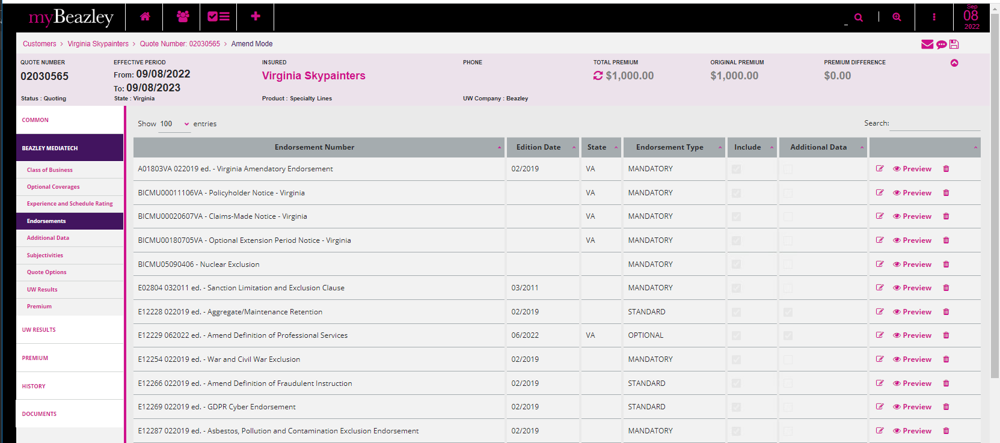 myBeazley
Sep
08
2022
Customers > Virginia Skypainters > Quote Number: 02030565 > Amend Mode
QUOTE NUMBER EFFECTIVE PERIOD INSURED PHONE TOTAL PREMIUM ORIGINAL PREMIUM PREMIUM DIFFERENCE
02030565 From: 09/08/2022 Virginia Skypainters $1,000.00 $1,000.00 $0.00
To: 09/08/2023
Status : Quoting State : Virginia Product : Specialty Lines UW Company : Beazley
COMMON
BEAZLEY MEDIATECH
Class of Business
Optional Coverages
Experience and Schedule Rating
Endorsements
Additional Data
Subjectivities
Quote Options
UW Results
Premium
UW RESULTS
PREMIUM
HISTORY
DOCUMENTS
Show 100 entries Search:
Endorsement Number Edition Date State Endorsement Type Include Additional Data
A01803VA 022019 ed. - Virginia Amendatory Endorsement 02/2019 VA MANDATORY Preview
BICMU00011106VA - Policyholder Notice - Virginia VA MANDATORY Preview
BICMU00020607VA - Claims-Made Notice - Virginia VA MANDATORY Preview
BICMU00180705VA - Optional Extension Period Notice - Virginia VA MANDATORY Preview
BICMU05090406 - Nuclear Exclusion MANDATORY Preview
E02804 032011 ed. - Sanction Limitation and Exclusion Clause 03/2011 MANDATORY Preview
E12228 022019 ed. - Aggregate/Maintenance Retention 02/2019 STANDARD Preview
E12229 062022 ed. - Amend Definition of Professional Services 06/2022 VA OPTIONAL Preview
E12254 022019 ed. - War and Civil War Exclusion 02/2019 MANDATORY Preview
E12266 022019 ed. - Amend Definition of Fraudulent Instruction 02/2019 STANDARD Preview
E12269 022019 ed. - GDPR Cyber Endorsement 02/2019 STANDARD Preview
E12287 022019 ed. - Asbestos, Pollution and Contamination Exclusion Endorsement 02/2019 MANDATORY Preview